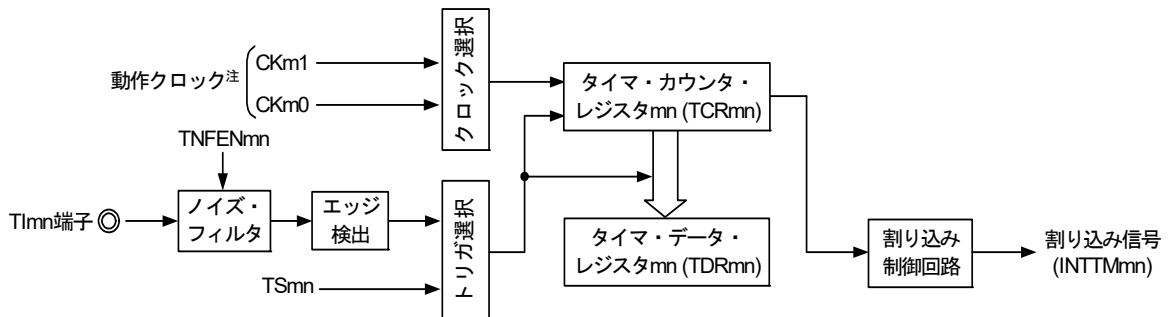 動作クロック注
CKm1
CKm0
クロック選択
タイマ・カウンタ・
レジスタmn (TCRmn)
TNFENmn
TImn端子
ノイズ・
フィルタ
エッジ
検出
TSmn
トリガ選択
タイマ・データ・
レジスタmn (TDRmn)
割り込み
制御回路
割り込み信号
(INTTMmn)